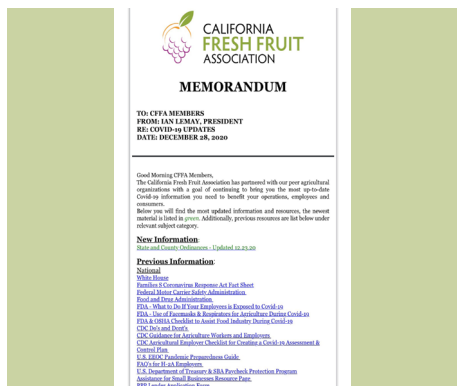 CALIFORNIA
FRESH FRUIT
ASSOCIATION
MEMORANDUM
TO: CFFA MEMBERS
FROM: IAN LEMAY, PRESIDENT
RE: COVID-19 UPDATES
DATE: DECEMBER 28, 2020
Good Morning CFFA Members,
The California Fresh Fruit Association has partnered with our peer agricultural
organizations with a goal of continuing to bring you the most up-to-date
Covid-19 information you need to benefit your operations, employees and
consumers.
Below you will find the most updated information and resources, the newest
material is listed in green. Additionally, previous resources are list below under
relevant subject category.
New Information:
State and County Ordinances - Updated 12.23.20
Previous Information:
National
White House
Families S Coronavirus Response Act Fact Sheet
Federal Motor Carrier Safety Administration
Food and Drug Administration
FDA - What to Do If Your Employees is Exposed to Covid-19
FDA - Use of Facemasks & Respirators for Agriculture During Covid-19
FDA & OSHA Checklist to Assist Food Industry During Covid-19
CDC Do's and Dont's
CDC Guidance for Agriculture Workers and Employers
CDC Agricultural Employer Checklist for Creating a Covid-19 Assessment &
Control Plan
U.S. EEOC Pandemic Preparedness Guide
FAQ's for H-2A Employers
U.S. Department of Treasury & SBA Paycheck Protection Program
Assistance for Small Businesses Resource Page
PPP Lender Application Form